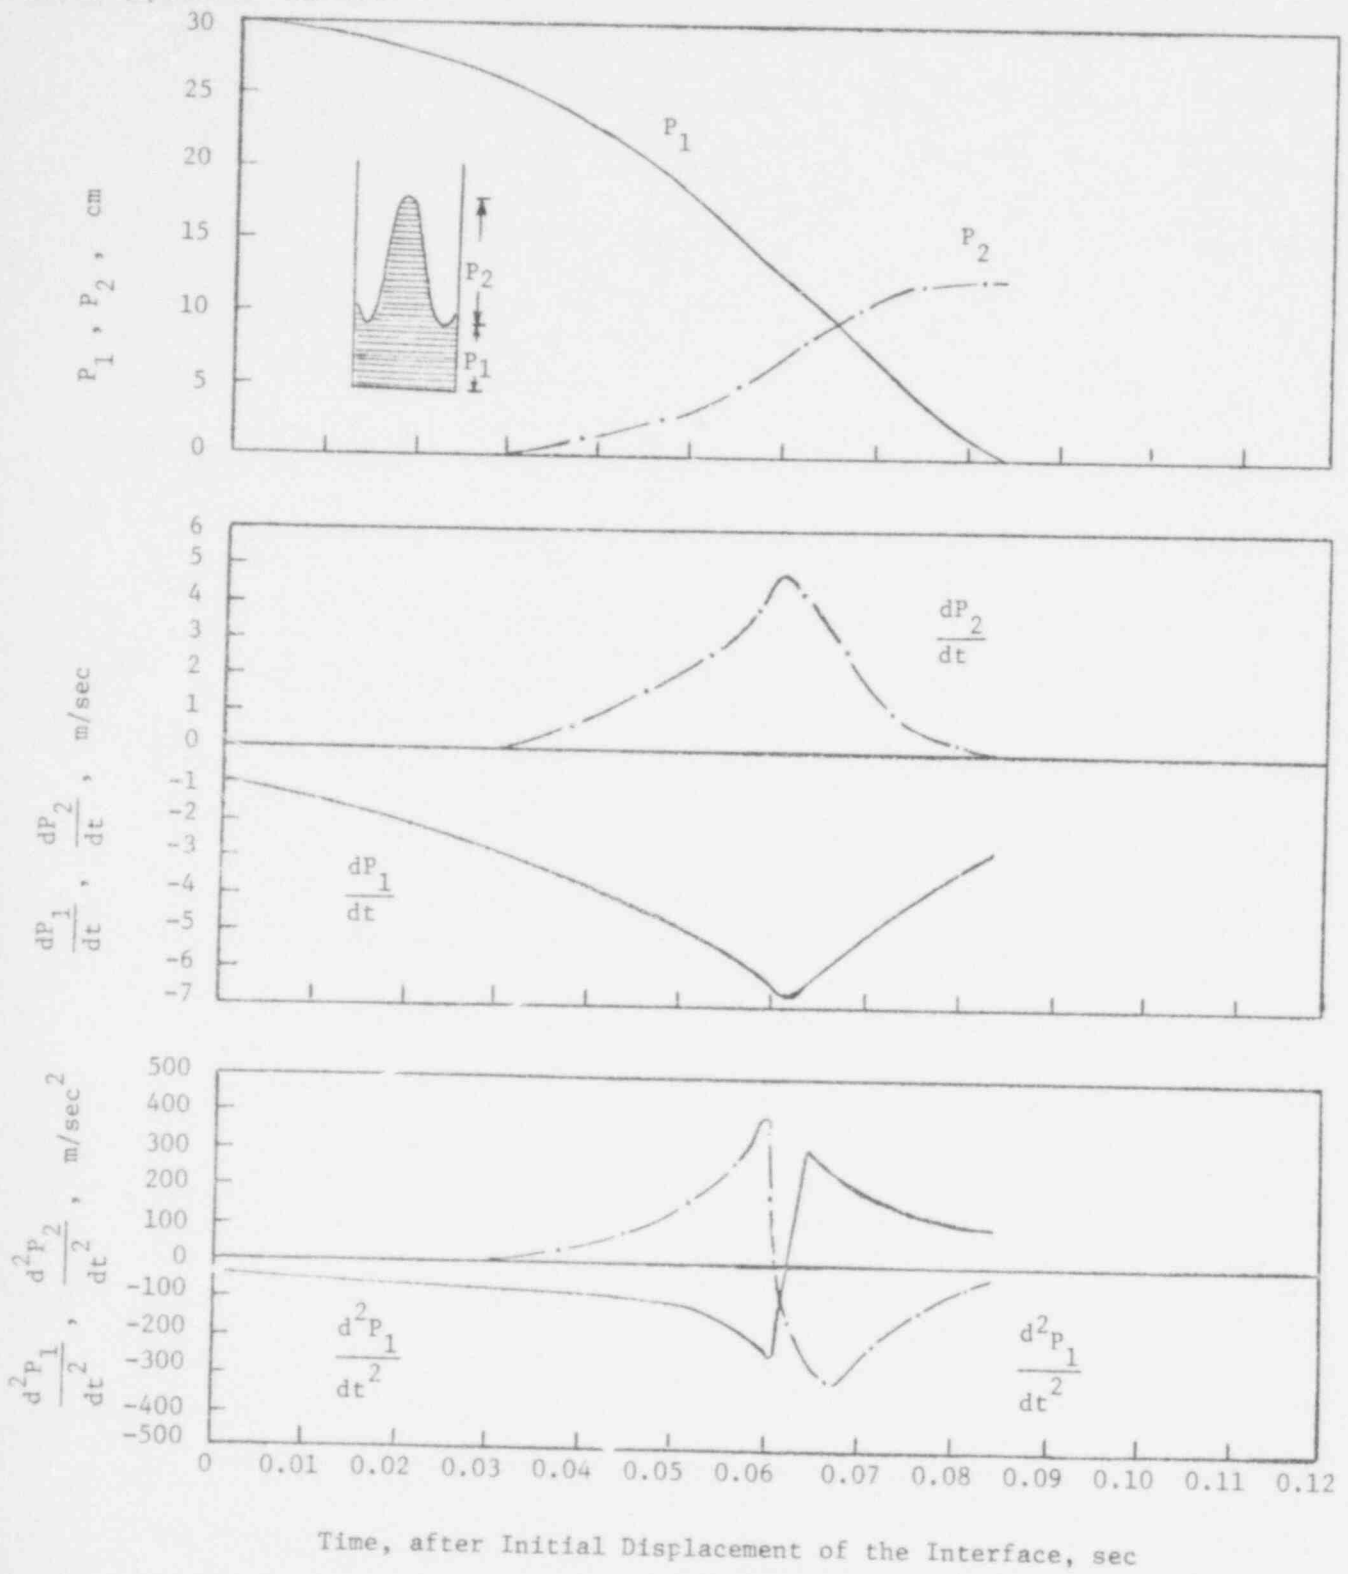 30
25
20
15
10
5
0
P1 , P2 , cm
P1
P2
P2
P1
6
5
4
3
2
1
0
-1
-2
-3
-4
-5
-6
-7
dP1/dt , dP2/dt , m/sec
dP2/dt
dP1/dt
500
400
300
200
100
0
-100
-200
-300
-400
-500
d²P1/dt² , d²P2/dt² , m/sec²
d²P1/dt²
d²P1/dt²
0 0.01 0.02 0.03 0.04 0.05 0.06 0.07 0.08 0.09 0.10 0.11 0.12
Time, after Initial Displacement of the Interface, sec